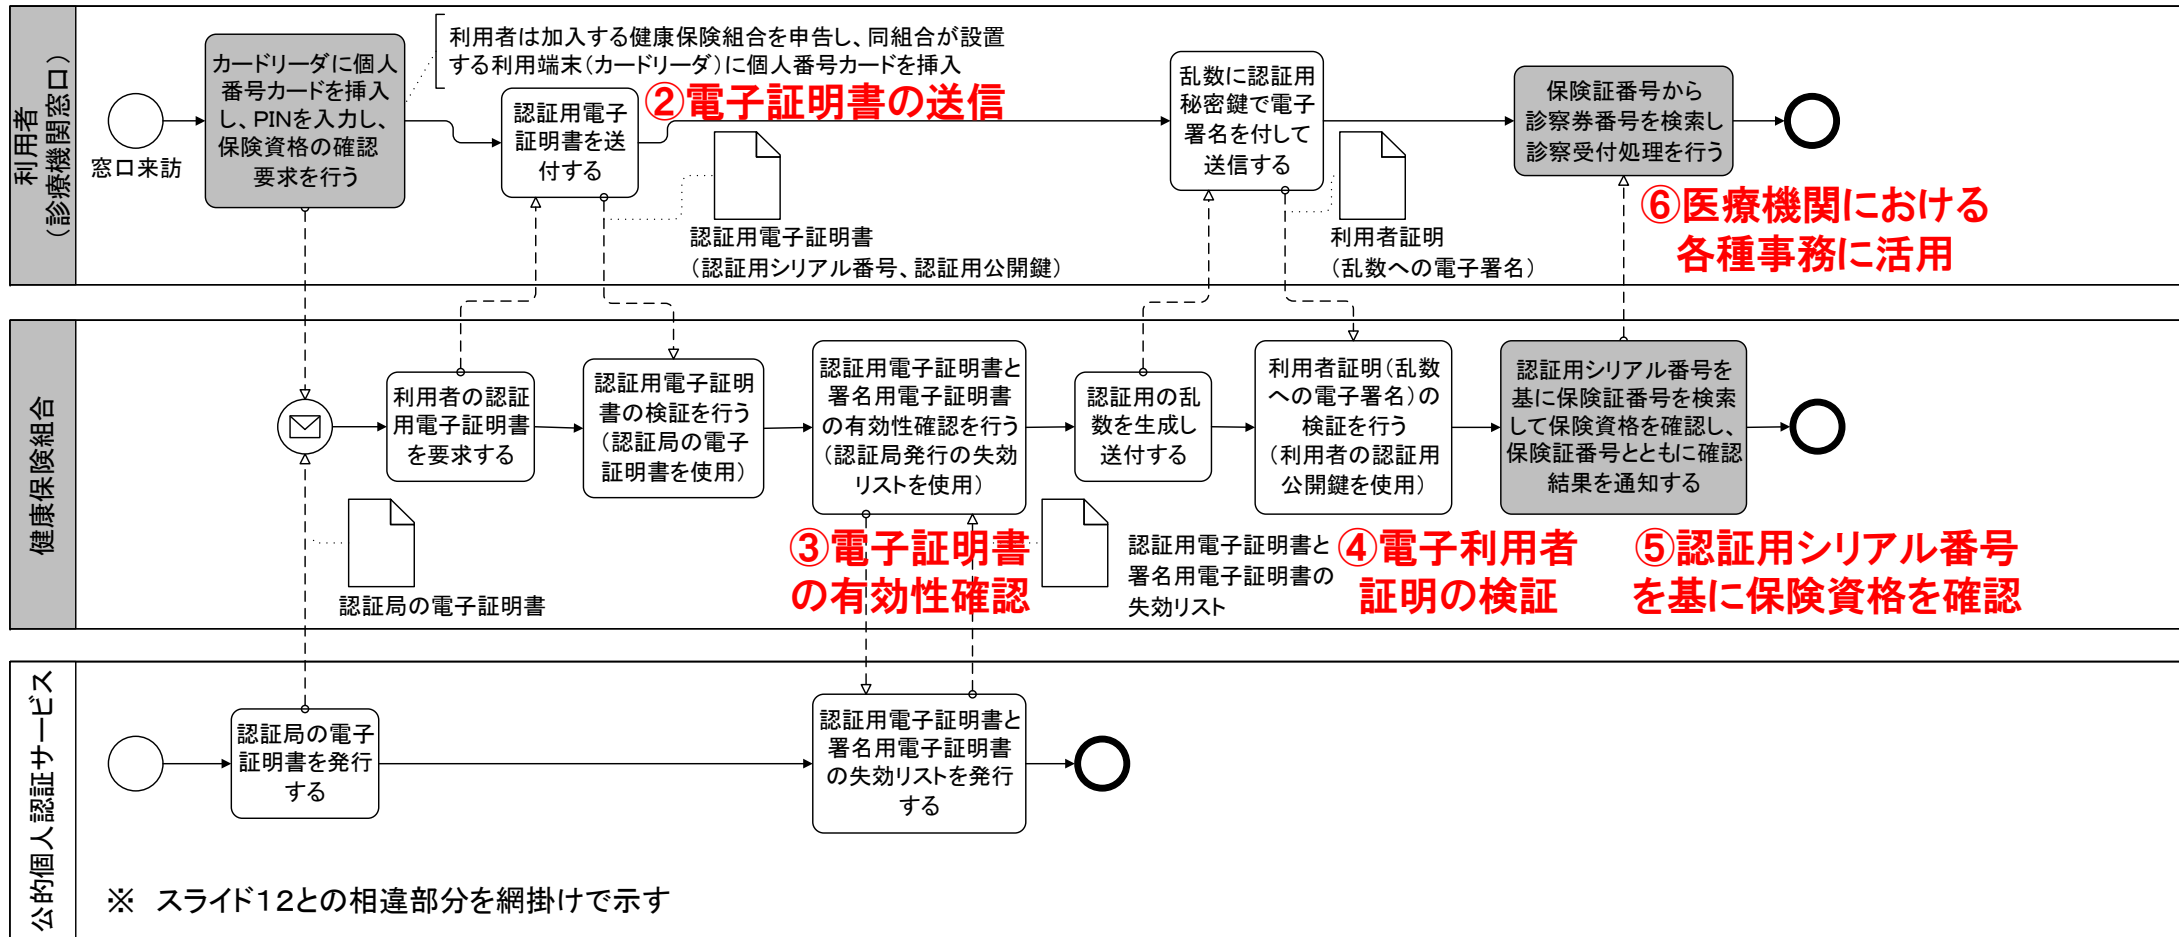 利用者
（診療機関窓口）
窓口来訪
カードリーダに個人
番号カードを挿入
し、PINを入力し、
保険資格の確認
要求を行う
利用者は加入する健康保険組合を申告し、同組合が設置
する利用端末（カードリーダ）に個人番号カードを挿入
認証用電子
証明書を送
付する
②電子証明書の送信
認証用電子証明書
（認証用シリアル番号、認証用公開鍵）
乱数に認証用
秘密鍵で電子
署名を付して
送信する
利用者証明
（乱数への電子署名）
保険証番号から
診察券番号を検索し
診察受付処理を行う
⑥医療機関における
各種事務に活用
健康保険組合
利用者の認証
用電子証明書
を要求する
認証局の電子証明書
認証用電子証明
書の検証を行う
（認証局の電子
証明書を使用）
認証用電子証明書と
署名用電子証明書
の有効性確認を行う
（認証局発行の失効
リストを使用）
③電子証明書
の有効性確認
認証用の乱
数を生成し
送付する
認証用電子証明書と
署名用電子証明書の
失効リスト
利用者証明（乱数
への電子署名）の
検証を行う
（利用者の認証用
公開鍵を使用）
④電子利用者
証明の検証
認証用シリアル番号を
基に保険証番号を検索
して保険資格を確認し、
保険証番号とともに確認
結果を通知する
⑤認証用シリアル番号
を基に保険資格を確認
公的個人認証サービス
認証局の電子
証明書を発行
する
認証用電子証明書と
署名用電子証明書
の失効リストを発行
する
※　スライド１２との相違部分を網掛けで示す